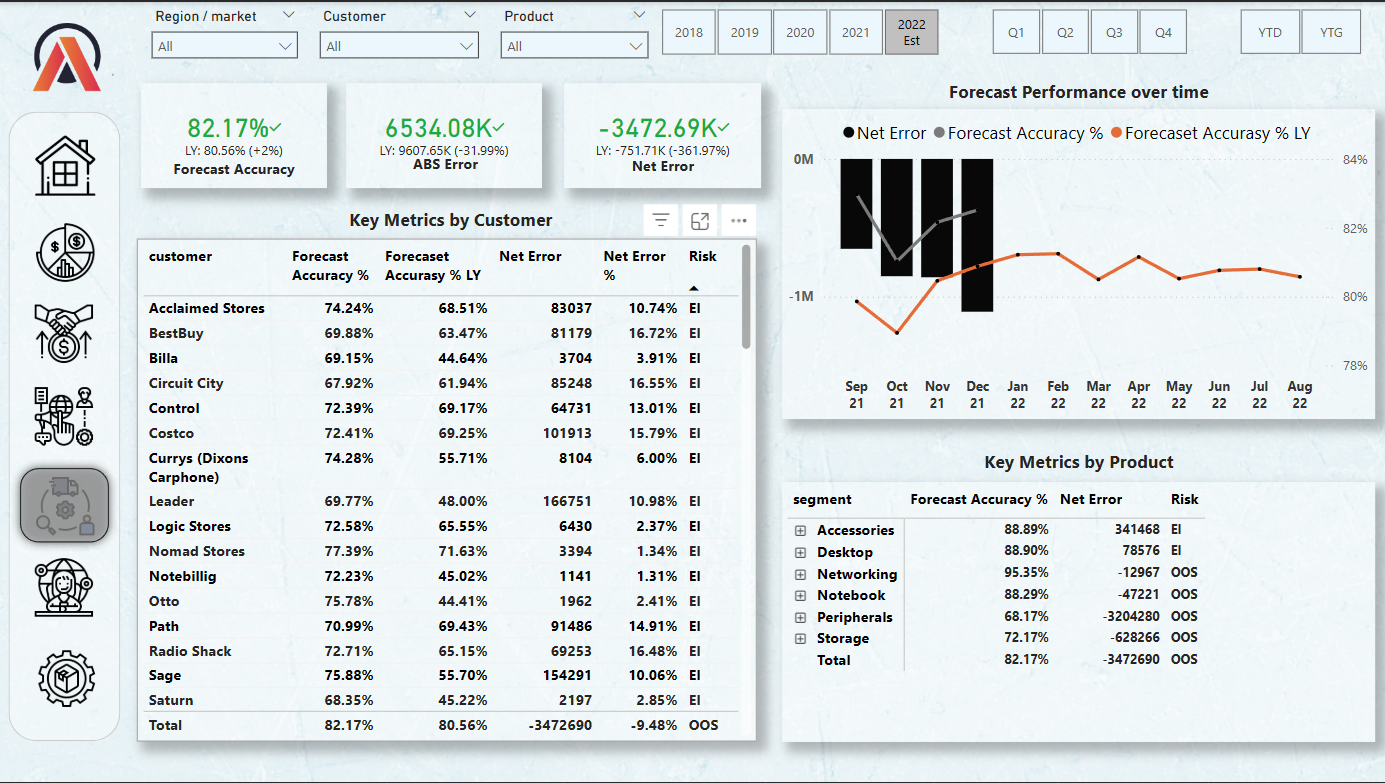 Region / market
Customer
Product
All
All
All
2018
2019
2020
2021
2022
Est
Q1
Q2
Q3
Q4
YTD
YTG
82.17%
LY: 80.56% (+2%)
Forecast Accuracy
6534.08K
LY: 9607.65K (-31.99%)
ABS Error
-3472.69K
LY: -751.71K (-361.97%)
Net Error
Forecast Performance over time
Net Error Forecast Accuracy % Forecaset Accurasy % LY
0M
-1M
84%
82%
80%
78%
Sep Oct Nov Dec Jan Feb Mar Apr May Jun Jul Aug
21 21 21 21 22 22 22 22 22 22 22 22
Key Metrics by Customer
customer Forecast Forecaset Net Error Net Error Risk
Accuracy % Accurasy % LY %
Acclaimed Stores 74.24% 68.51% 83037 10.74% EI
BestBuy 69.88% 63.47% 81179 16.72% EI
Billa 69.15% 44.64% 3704 3.91% EI
Circuit City 67.92% 61.94% 85248 16.55% EI
Control 72.39% 69.17% 64731 13.01% EI
Costco 72.41% 69.25% 101913 15.79% EI
Currys (Dixons 74.28% 55.71% 8104 6.00% EI
Carphone)
Leader 69.77% 48.00% 166751 10.98% EI
Logic Stores 72.58% 65.55% 6430 2.37% EI
Nomad Stores 77.39% 71.63% 3394 1.34% EI
Notebillig 72.23% 45.02% 1141 1.31% EI
Otto 75.78% 44.41% 1962 2.41% EI
Path 70.99% 69.43% 91486 14.91% EI
Radio Shack 72.71% 65.15% 69253 16.48% EI
Sage 75.88% 55.70% 154291 10.06% EI
Saturn 68.35% 45.22% 2197 2.85% EI
Total 82.17% 80.56% -3472690 -9.48% OOS
Key Metrics by Product
segment Forecast Accuracy % Net Error Risk
Accessories 88.89% 341468 EI
Desktop 88.90% 78576 EI
Networking 95.35% -12967 OOS
Notebook 88.29% -47221 OOS
Peripherals 68.17% -3204280 OOS
Storage 72.17% -628266 OOS
Total 82.17% -3472690 OOS